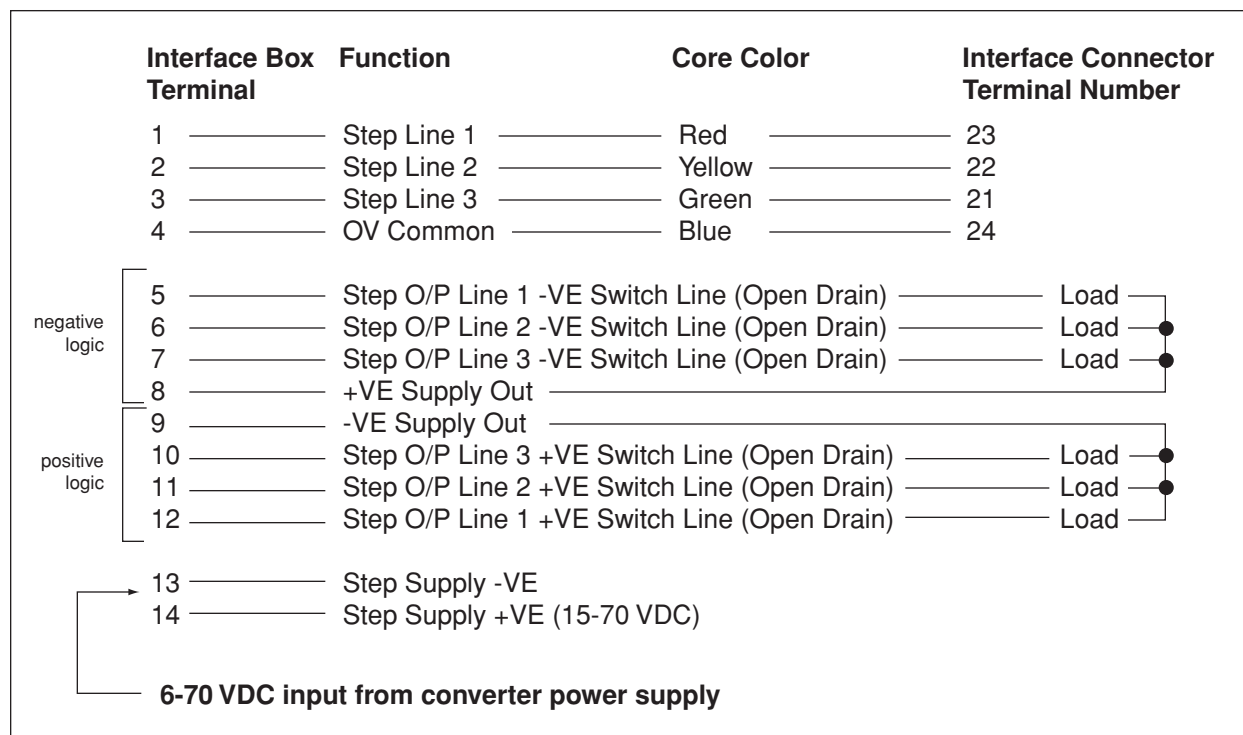 Interface Box Terminal Function Core Color Interface Connector Terminal Number
1 Step Line 1 Red 23
2 Step Line 2 Yellow 22
3 Step Line 3 Green 21
4 OV Common Blue 24
negative logic
5 Step O/P Line 1 -VE Switch Line (Open Drain) Load
6 Step O/P Line 2 -VE Switch Line (Open Drain) Load
7 Step O/P Line 3 -VE Switch Line (Open Drain) Load
8 +VE Supply Out
positive logic
9 -VE Supply Out
10 Step O/P Line 3 +VE Switch Line (Open Drain) Load
11 Step O/P Line 2 +VE Switch Line (Open Drain) Load
12 Step O/P Line 1 +VE Switch Line (Open Drain) Load
13 Step Supply -VE
14 Step Supply +VE (15-70 VDC)
6-70 VDC input from converter power supply